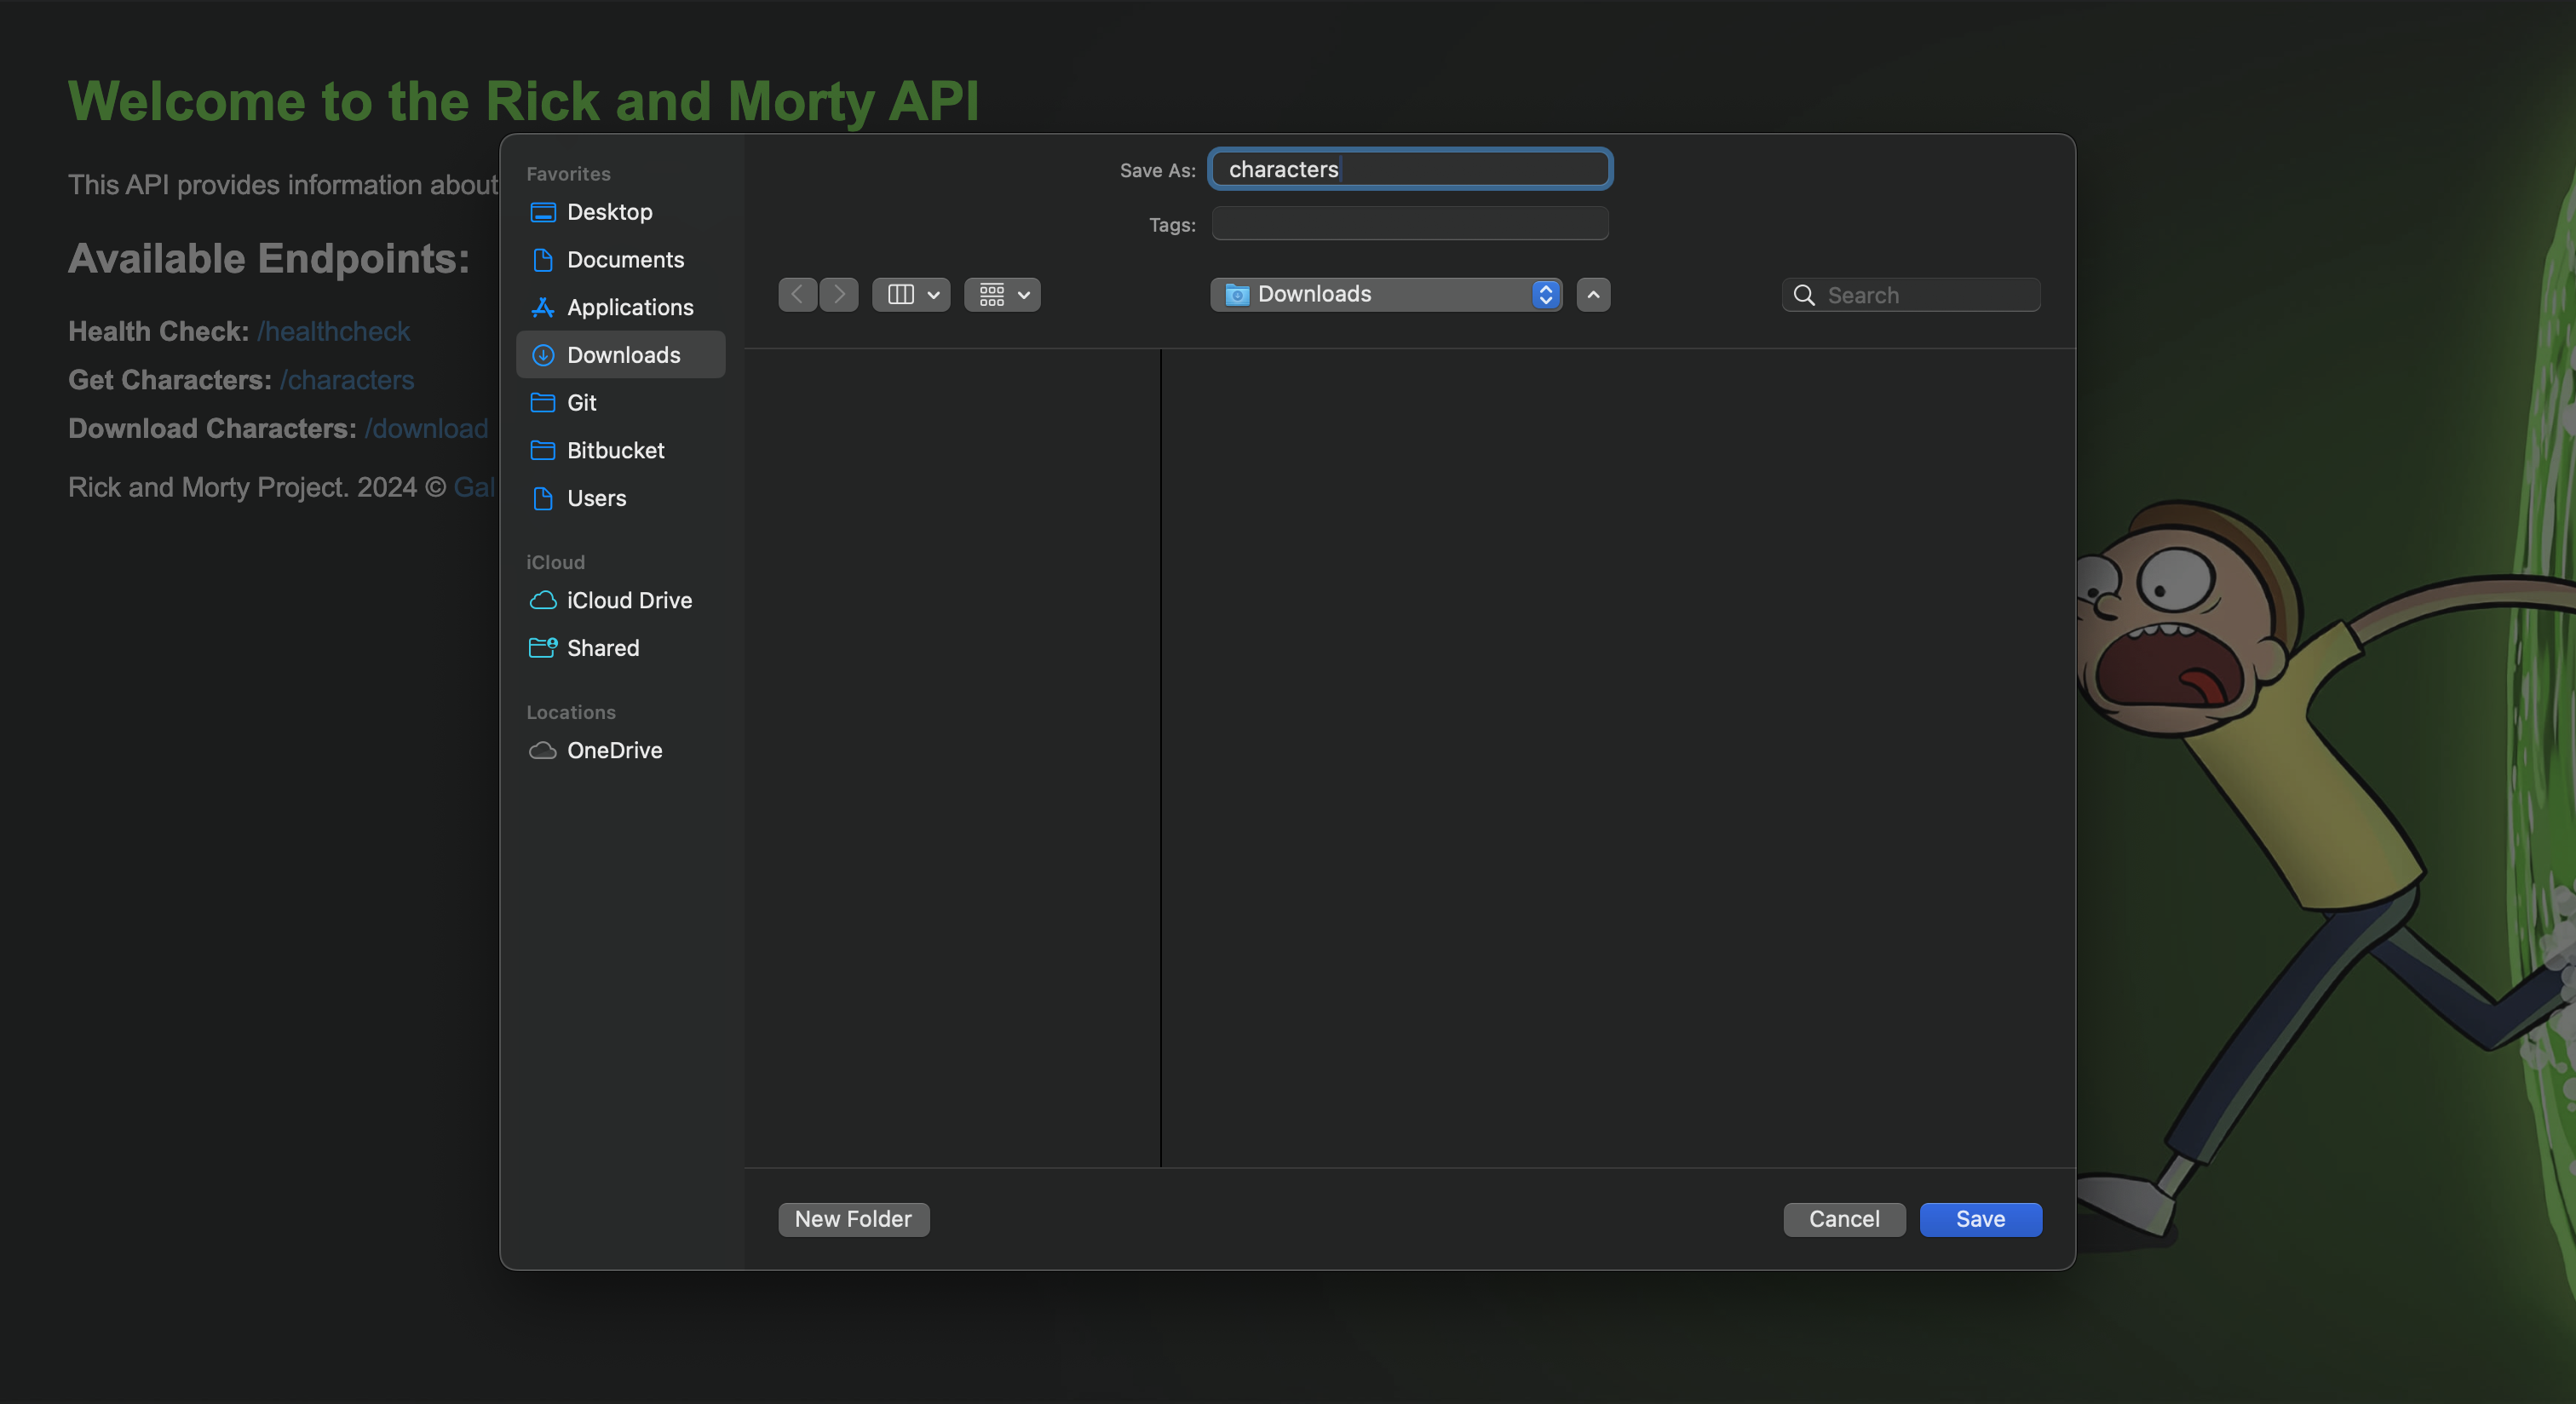 Welcome to the Rick and Morty API
This API provides information about
Available Endpoints:
Health Check: /healthcheck
Get Characters: /characters
Download Characters: /download
Rick and Morty Project. 2024 © Gal
Favorites
Desktop
Documents
Applications
Downloads
Git
Bitbucket
Users
iCloud
iCloud Drive
Shared
Locations
OneDrive
Save As: characters
Tags:
Downloads
Search
New Folder
Cancel
Save